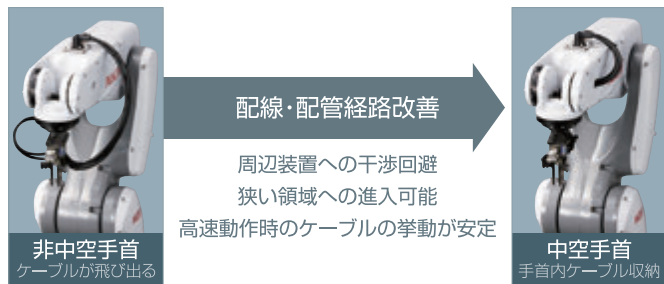 配線・配管経路改善
周辺装置への干渉回避
狭い領域への進入可能
高速動作時のケーブルの挙動が安定
非中空手首
ケーブルが飛び出る
中空手首
手首内ケーブル収納